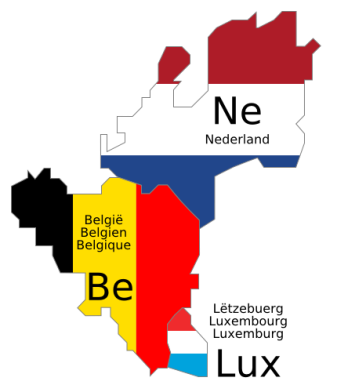 Ne
Nederland
België
Belgien
Belgique
Be
Lëtzebuerg
Luxembourg
Luxemburg
Lux